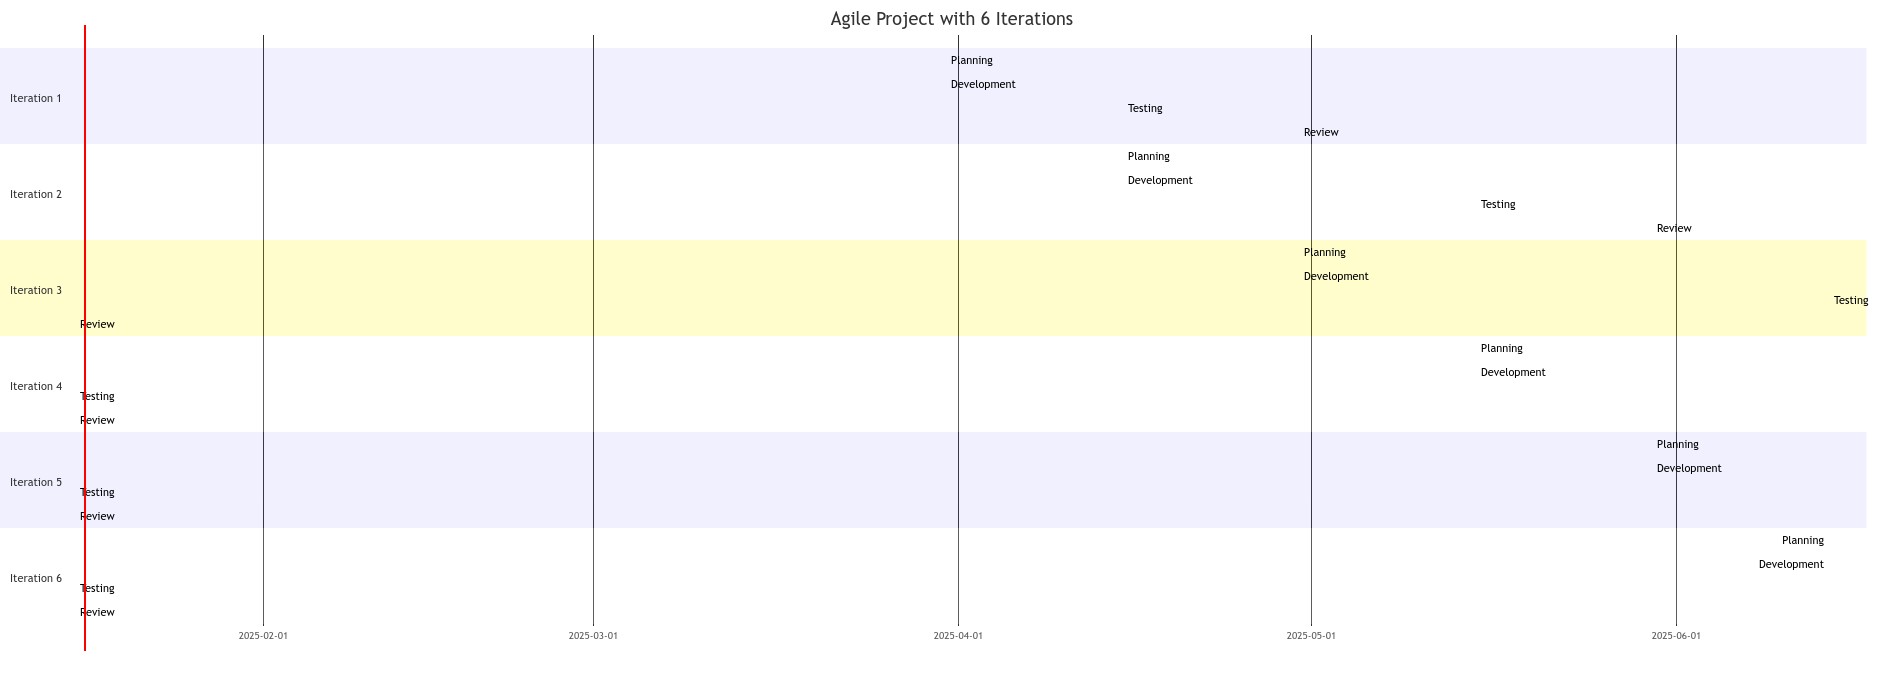 Agile Project with 6 Iterations
Iteration 1
Planning
Development
Testing
Review
Iteration 2
Planning
Development
Testing
Review
Iteration 3
Planning
Development
Testing
Review
Iteration 4
Planning
Development
Testing
Review
Iteration 5
Planning
Development
Testing
Review
Iteration 6
Planning
Development
Testing
Review
2025-02-01
2025-03-01
2025-04-01
2025-05-01
2025-06-01